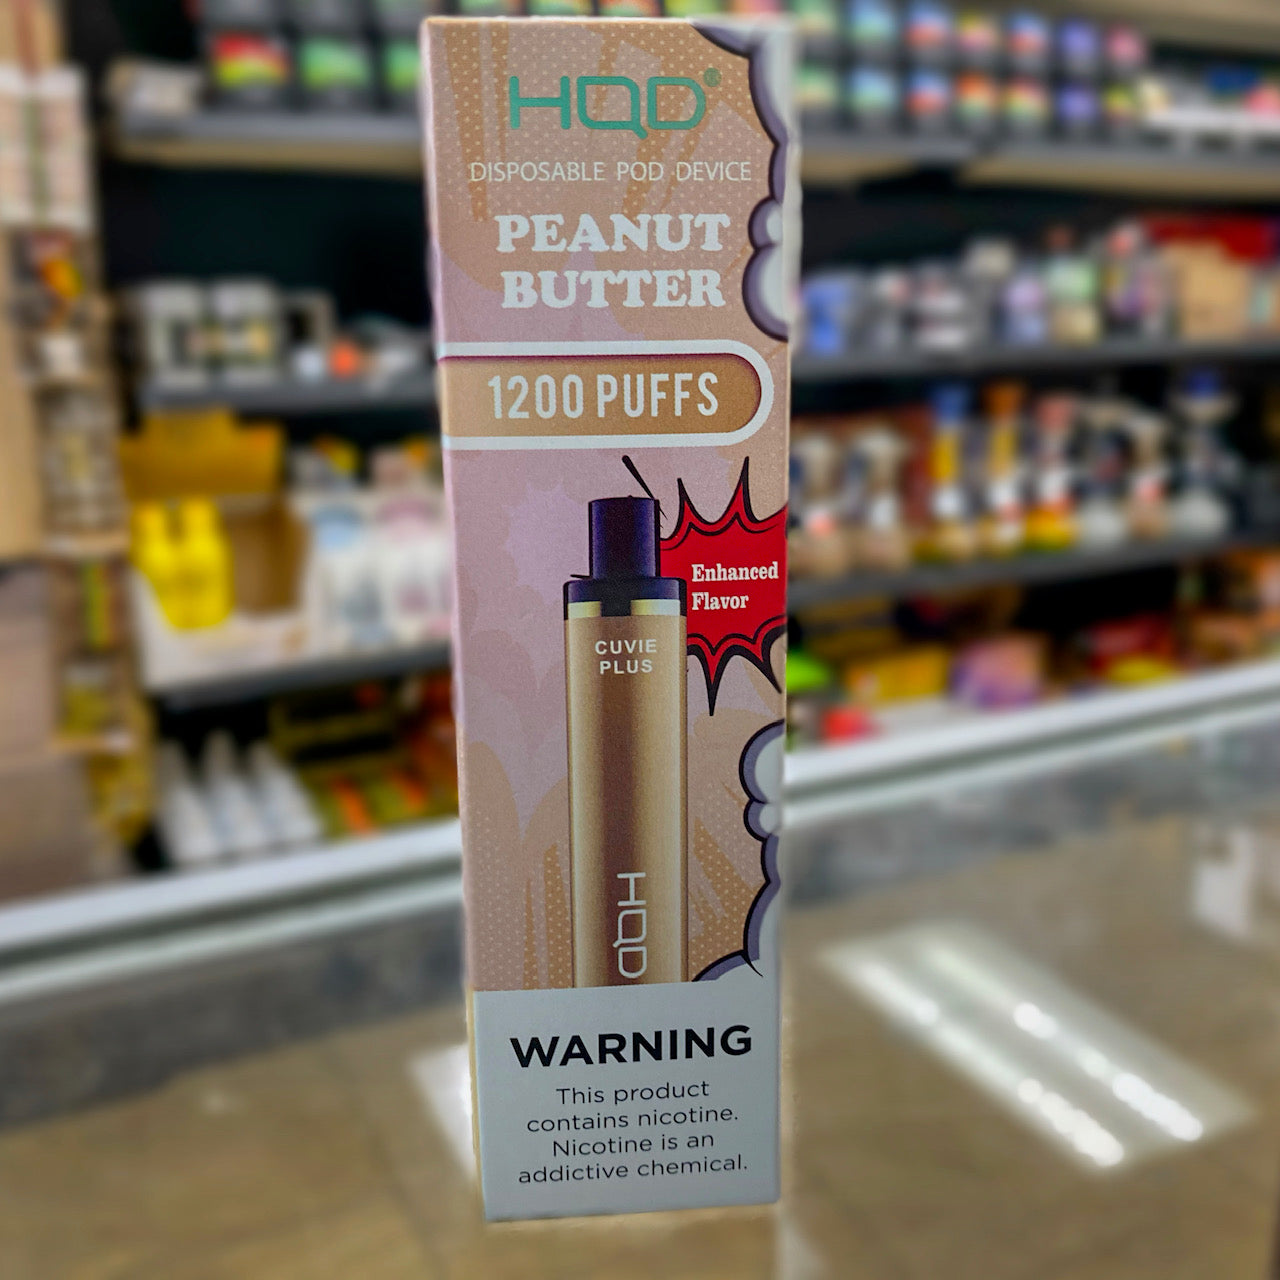 HQD®
DISPOSABLE POD DEVICE
PEANUT
BUTTER
1200 PUFFS
Enhanced
Flavor
CUVIE
PLUS
HQD
WARNING
This product
contains nicotine.
Nicotine is an
addictive chemical.